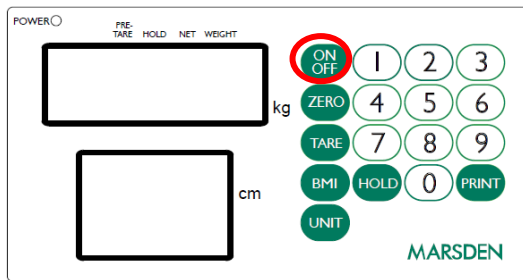 POWER
PRE-
TARE HOLD NET WEIGHT
kg
cm
ON
OFF
1 2 3
ZERO 4 5 6
TARE 7 8 9
BMI HOLD 0 PRINT
UNIT
MARSDEN